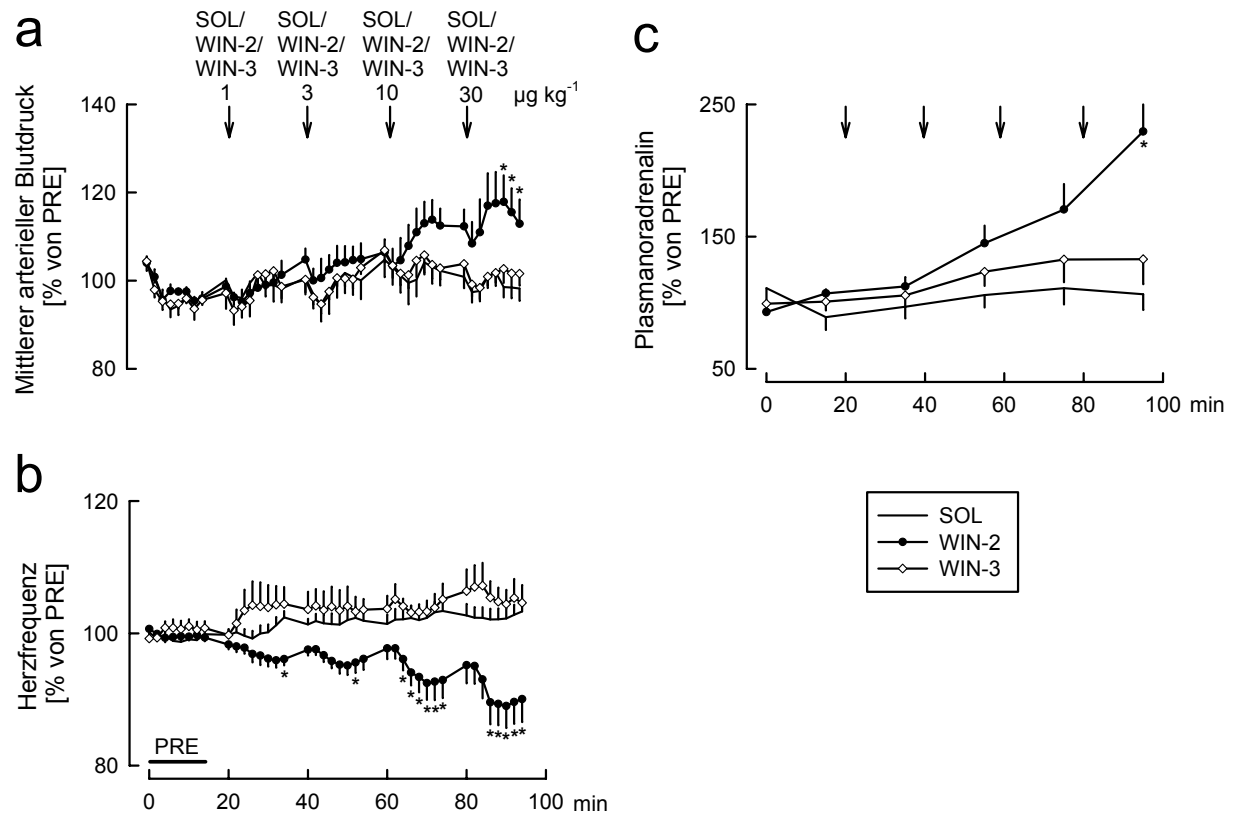 a
SOL/ SOL/ SOL/ SOL/
WIN-2/ WIN-2/ WIN-2/ WIN-2/
WIN-3 WIN-3 WIN-3 WIN-3
1 3 10 30 µg kg-1
Mittlerer arterieller Blutdruck
[% von PRE]
140
120
100
80
* * *
b
Herzfrequenz
[% von PRE]
120
100
80
* * * * * * * * * * * * *
PRE
0 20 40 60 80 100 min
c
Plasmanoradrenalin
[% von PRE]
250
150
50
*
0 20 40 60 80 100 min
SOL
WIN-2
WIN-3